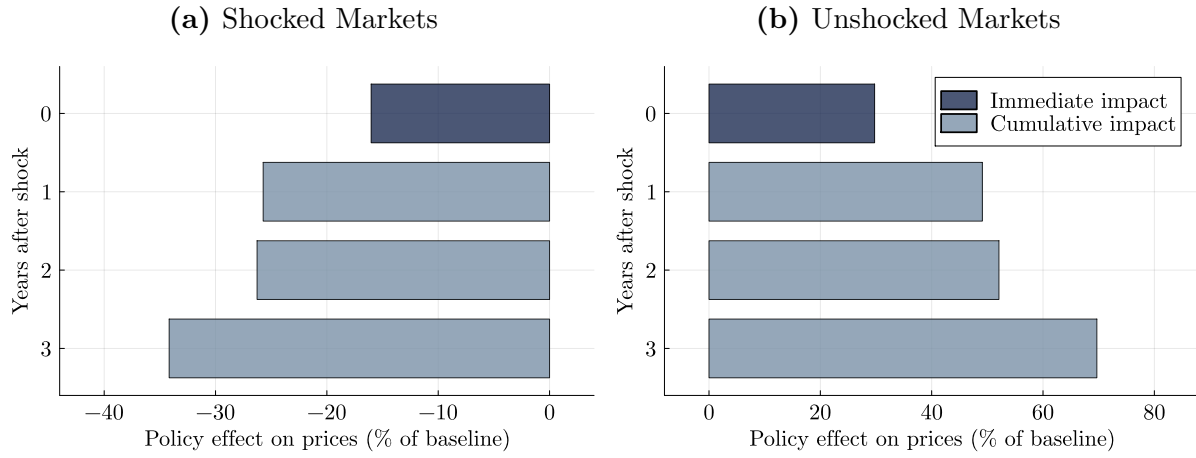 (a) Shocked Markets
Years after shock
0
1
2
3
−40 −30 −20 −10 0
Policy effect on prices (% of baseline)
(b) Unshocked Markets
Immediate impact
Cumulative impact
Years after shock
0
1
2
3
0 20 40 60 80
Policy effect on prices (% of baseline)